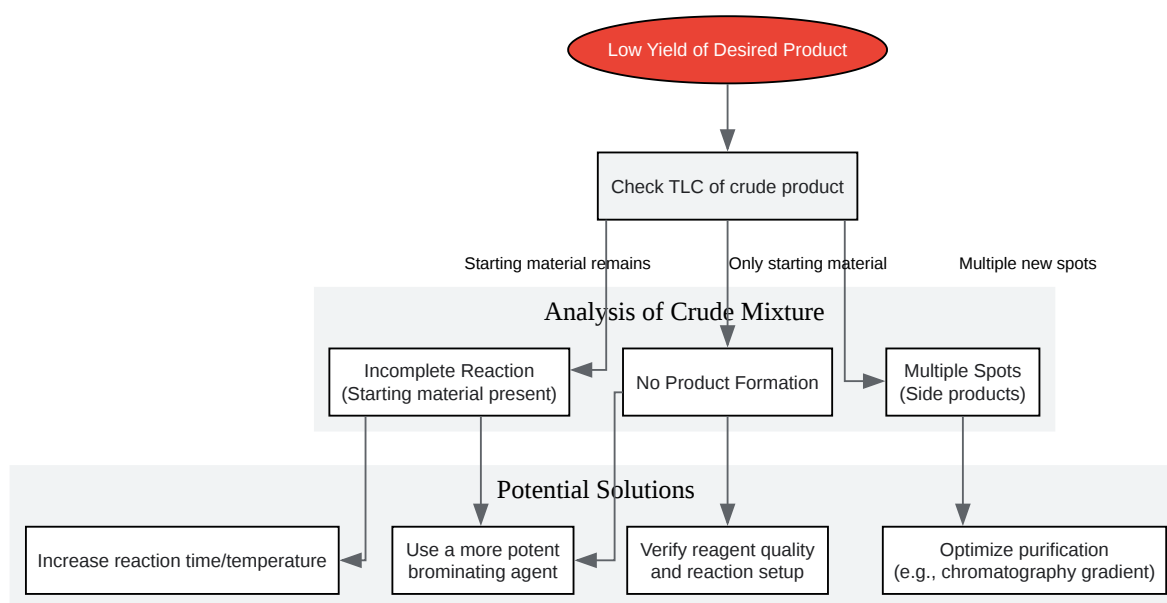 Low Yield of Desired Product
Check TLC of crude product
Starting material remains
Only starting material
Multiple new spots
Analysis of Crude Mixture
Incomplete Reaction
(Starting material present)
No Product Formation
Multiple Spots
(Side products)
Potential Solutions
Increase reaction time/temperature
Use a more potent
brominating agent
Verify reagent quality
and reaction setup
Optimize purification
(e.g., chromatography gradient)